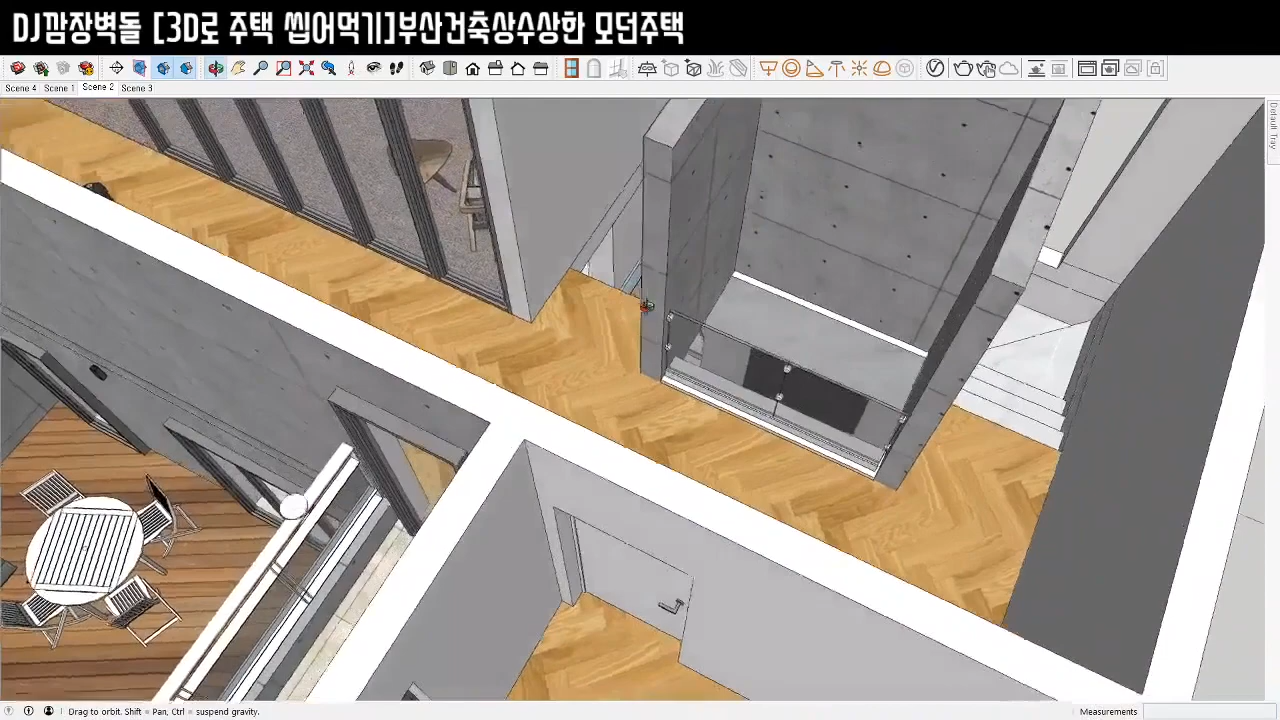 DJ깜장벽돌 [3D로 주택 씹어먹기]부산건축상수상한 모던주택
Scene 4 Scene 1 Scene 2 Scene 3
Default Tray
Drag to orbit. Shift = Pan, Ctrl = suspend gravity.
Measurements